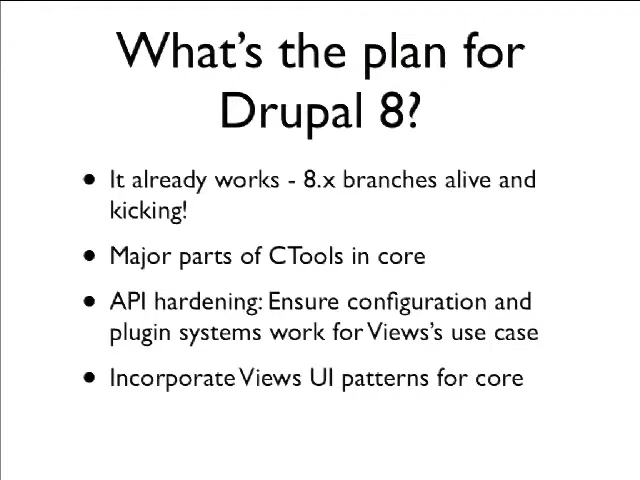 What's the plan for
Drupal 8?
• It already works - 8.x branches alive and
kicking!
• Major parts of CTools in core
• API hardening: Ensure configuration and
plugin systems work for Views's use case
• Incorporate Views UI patterns for core